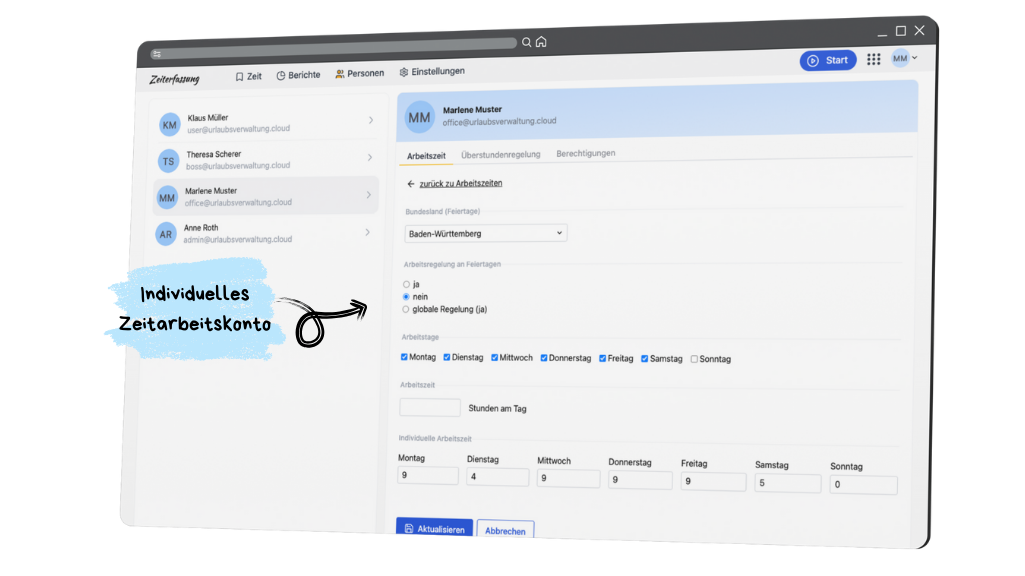 Zeiterfassung
Zeit Berichte Personen Einstellungen
Start
MM
Klaus Müller
KM
user@urlaubsverwaltung.cloud
Theresa Scherer
TS
boss@urlaubsverwaltung.cloud
Marlene Muster
MM
office@urlaubsverwaltung.cloud
Anne Roth
AR
admin@urlaubsverwaltung.cloud
Individuelles
Zeitarbeitskonto
MM
Marlene Muster
office@urlaubsverwaltung.cloud
Arbeitszeit Überstundenregelung Berechtigungen
zurück zu Arbeitszeiten
Bundesland (Feiertage)
Baden-Württemberg
Arbeitsregelung an Feiertagen
ja
nein
globale Regelung (ja)
Arbeitstage
Montag Dienstag Mittwoch Donnerstag Freitag Samstag Sonntag
Arbeitszeit
Stunden am Tag
Individuelle Arbeitszeit
Montag Dienstag Mittwoch Donnerstag Freitag Samstag Sonntag
9 4 9 9 9 5 0
Aktualisieren Abbrechen